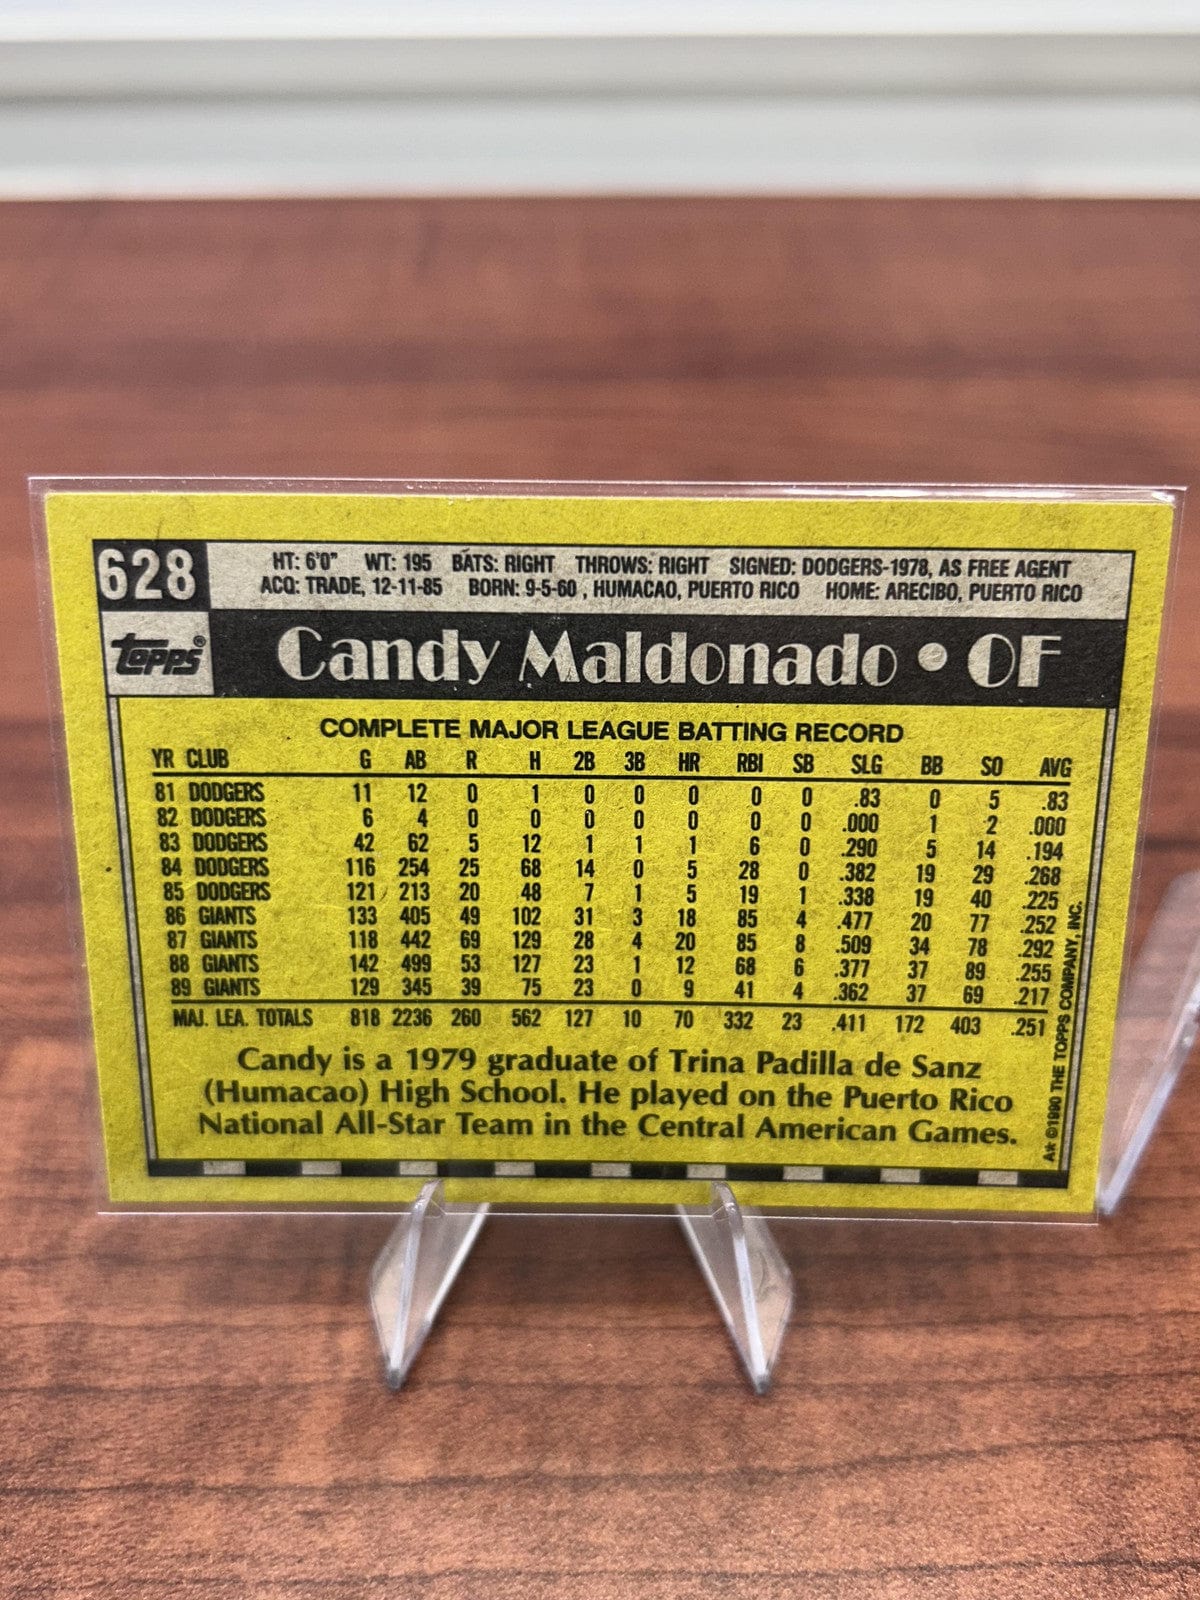 628
HT: 6'0" WT: 195 BATS: RIGHT THROWS: RIGHT SIGNED: DODGERS-1978, AS FREE AGENT
ACQ: TRADE, 12-11-85 BORN: 9-5-60 , HUMACAO, PUERTO RICO HOME: ARECIBO, PUERTO RICO
TOPPS®
Candy Maldonado • OF
COMPLETE MAJOR LEAGUE BATTING RECORD
YR CLUB G AB R H 2B 3B HR RBI SB SLG BB SO AVG
81 DODGERS 11 12 0 1 0 0 0 0 0 .83 0 5 .83
82 DODGERS 6 4 0 0 0 0 0 0 0 .000 1 2 .000
83 DODGERS 42 62 5 12 1 1 1 6 0 .290 5 14 .194
84 DODGERS 116 254 25 68 14 0 5 28 0 .382 19 29 .268
85 DODGERS 121 213 20 48 7 1 5 19 1 .338 19 40 .225
86 GIANTS 133 405 49 102 31 3 18 85 4 .477 20 77 .252
87 GIANTS 118 442 69 129 28 4 20 85 8 .509 34 78 .292
88 GIANTS 142 499 53 127 23 1 12 68 6 .377 37 89 .255
89 GIANTS 129 345 39 75 23 0 9 41 4 .362 37 69 .217
MAJ. LEA. TOTALS 818 2236 260 562 127 10 70 332 23 .411 172 403 .251
Candy is a 1979 graduate of Trina Padilla de Sanz
(Humacao) High School. He played on the Puerto Rico
National All-Star Team in the Central American Games.
©1990 THE TOPPS COMPANY, INC.